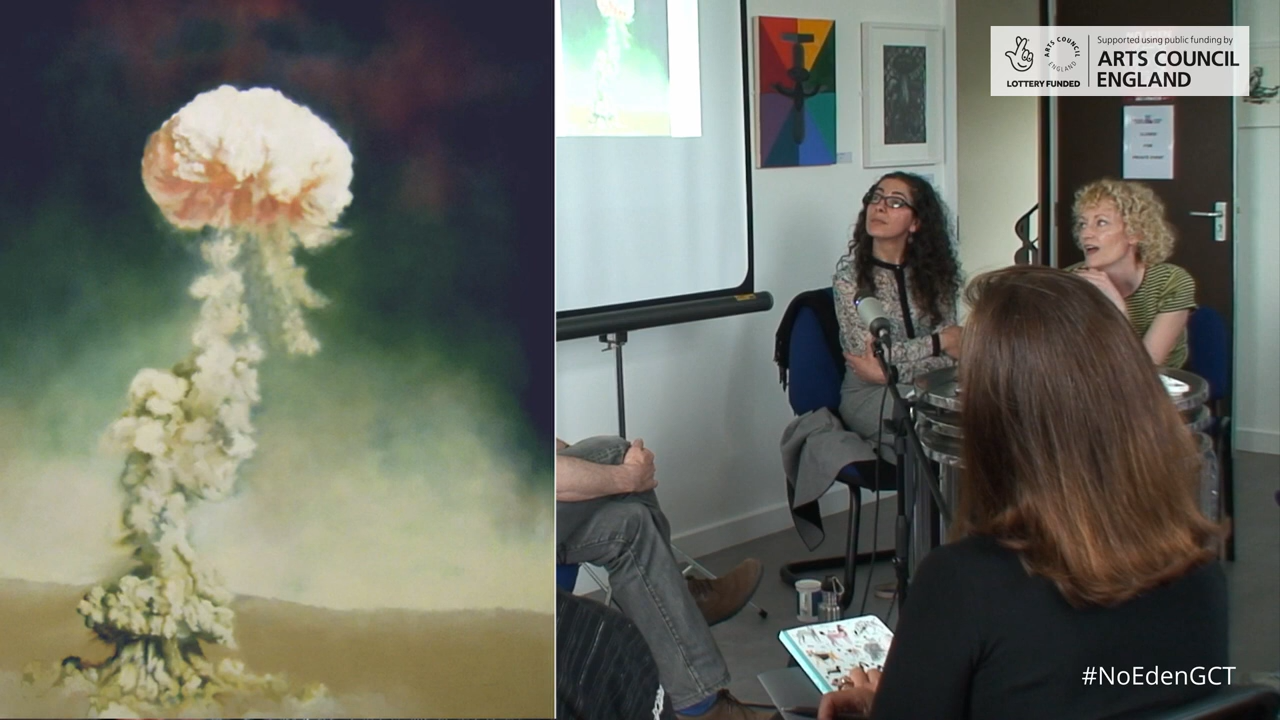 Supported using public funding by
ARTS COUNCIL
ENGLAND
ARTS COUNCIL
ENGLAND
LOTTERY FUNDED
#NoEdenGCT